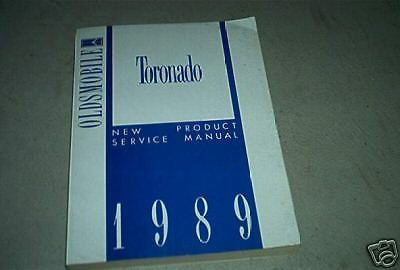 OLDSMOBILE
Toronado
NEW PRODUCT
SERVICE MANUAL
1989